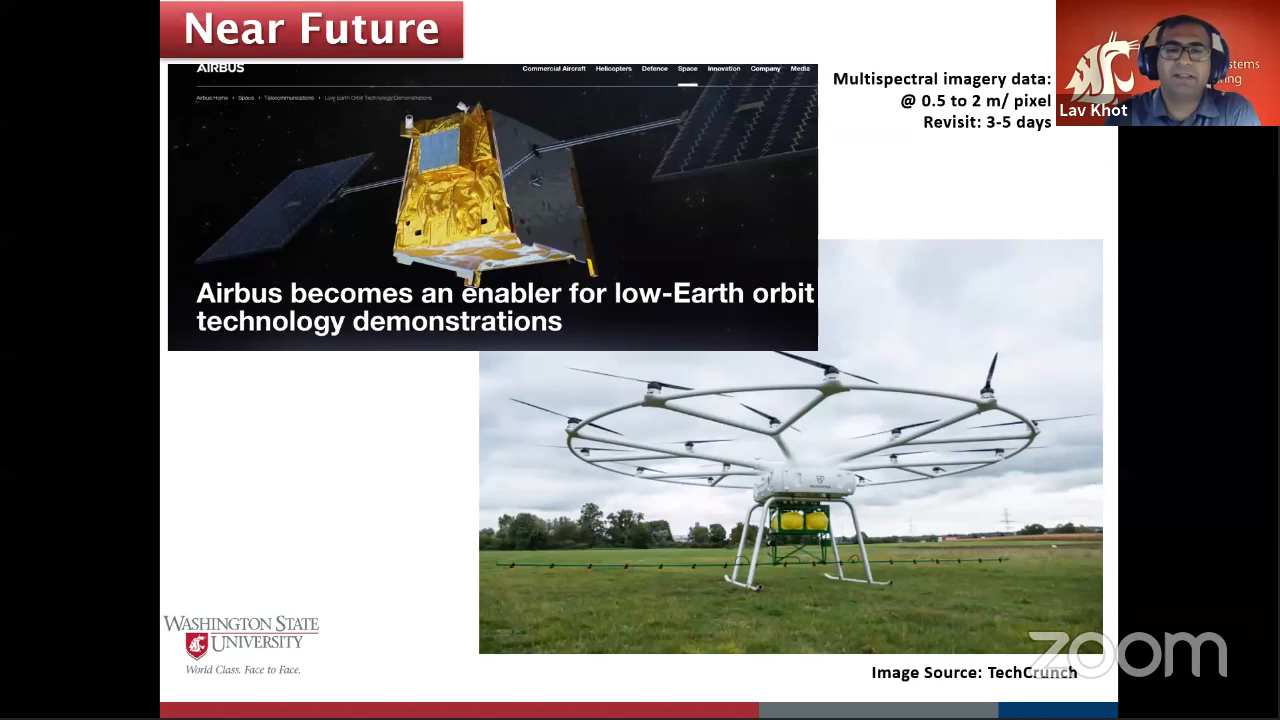 Near Future
AIRBUS
Commercial Aircraft Helicopters Defence Space Innovation Company Media
Airbus Home Space Telecommunications Low-Earth Orbit Technology Demonstrations
Airbus becomes an enabler for low-Earth orbit
technology demonstrations
Multispectral imagery data:
@ 0.5 to 2 m/ pixel
Revisit: 3-5 days
Lav Khot
WASHINGTON STATE
UNIVERSITY
World Class. Face to Face.
Image Source: TechCrunch
zoom